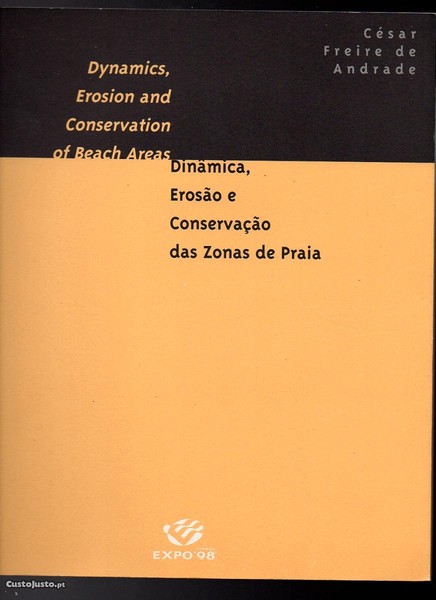 César
Freire de
Andrade
Dynamics,
Erosion and
Conservation
of Beach Areas
Dinâmica,
Erosão e
Conservação
das Zonas de Praia
EXPO'98
CustoJusto.pt